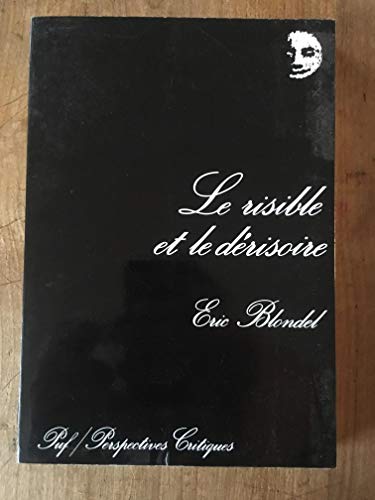 Le risible
et le dérisoire
Eric Blondel
Puf/Perspectives Critiques